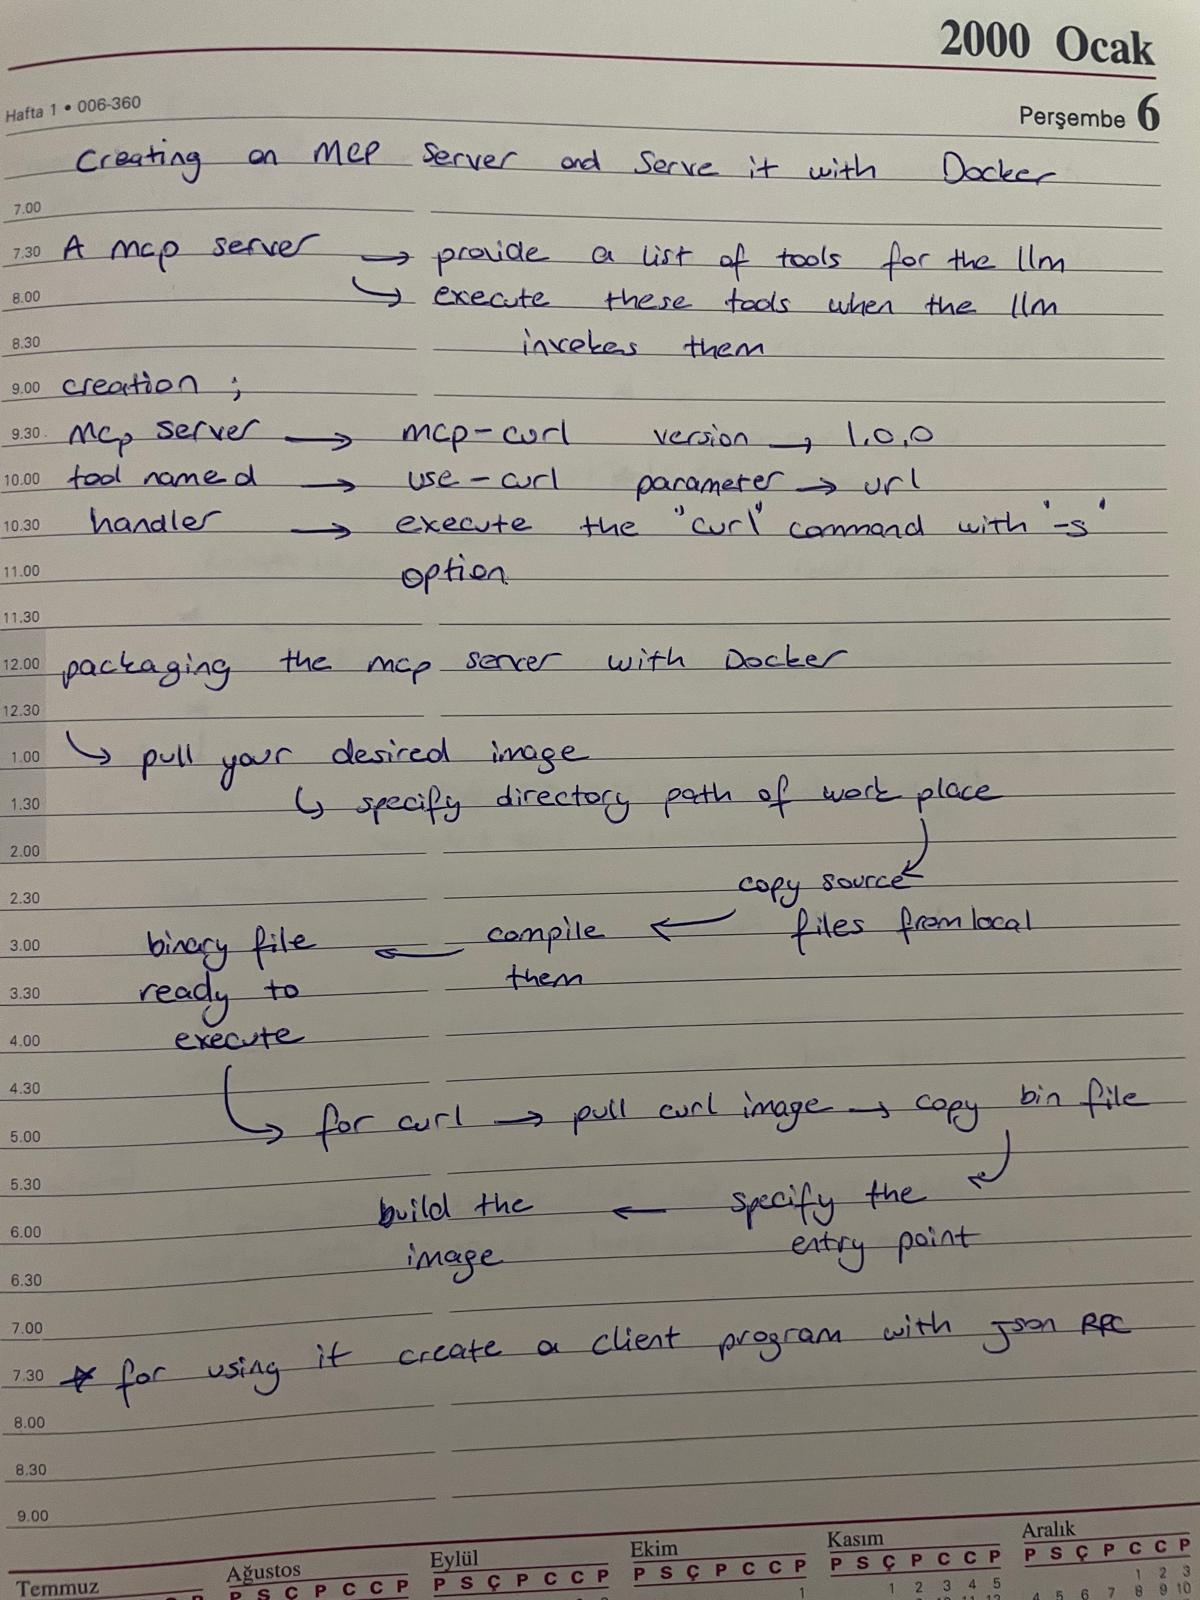 2000 Ocak
Hafta 1 • 006-360
Perşembe 6
Creating an MCP Server and Serve it with Docker
7.00
7.30 A mcp server → provide a list of tools for the llm
8.00 ↳ execute these tools when the llm
8.30 invokes them
9.00 creation ;
9.30 Mcp server → mcp-curl version → 1.0.0
10.00 tool named → use-curl parameter → url
10.30 handler → execute the "curl" command with '-s'
11.00 option
11.30
12.00 packaging the mcp server with Docker
12.30
1.00 ↳ pull your desired image
1.30 ↳ specify directory path of work place
2.00
2.30 copy source
files from local
3.00 binary file ← compile ←
3.30 ready to them
4.00 execute
4.30
5.00 ↳ for curl → pull curl image → copy bin file
5.30
6.00 build the ← specify the
6.30 image entry point
7.00
7.30 * for using it create a client program with Json RPC
8.00
8.30
9.00
Temmuz Ağustos Eylül Ekim Kasım Aralık
P S Ç P C C P P S Ç P C C P P S Ç P C C P P S Ç P C C P P S Ç P C C P
1 1 2 3 4 5 1 2 3
4 5 6 7 8 9 10